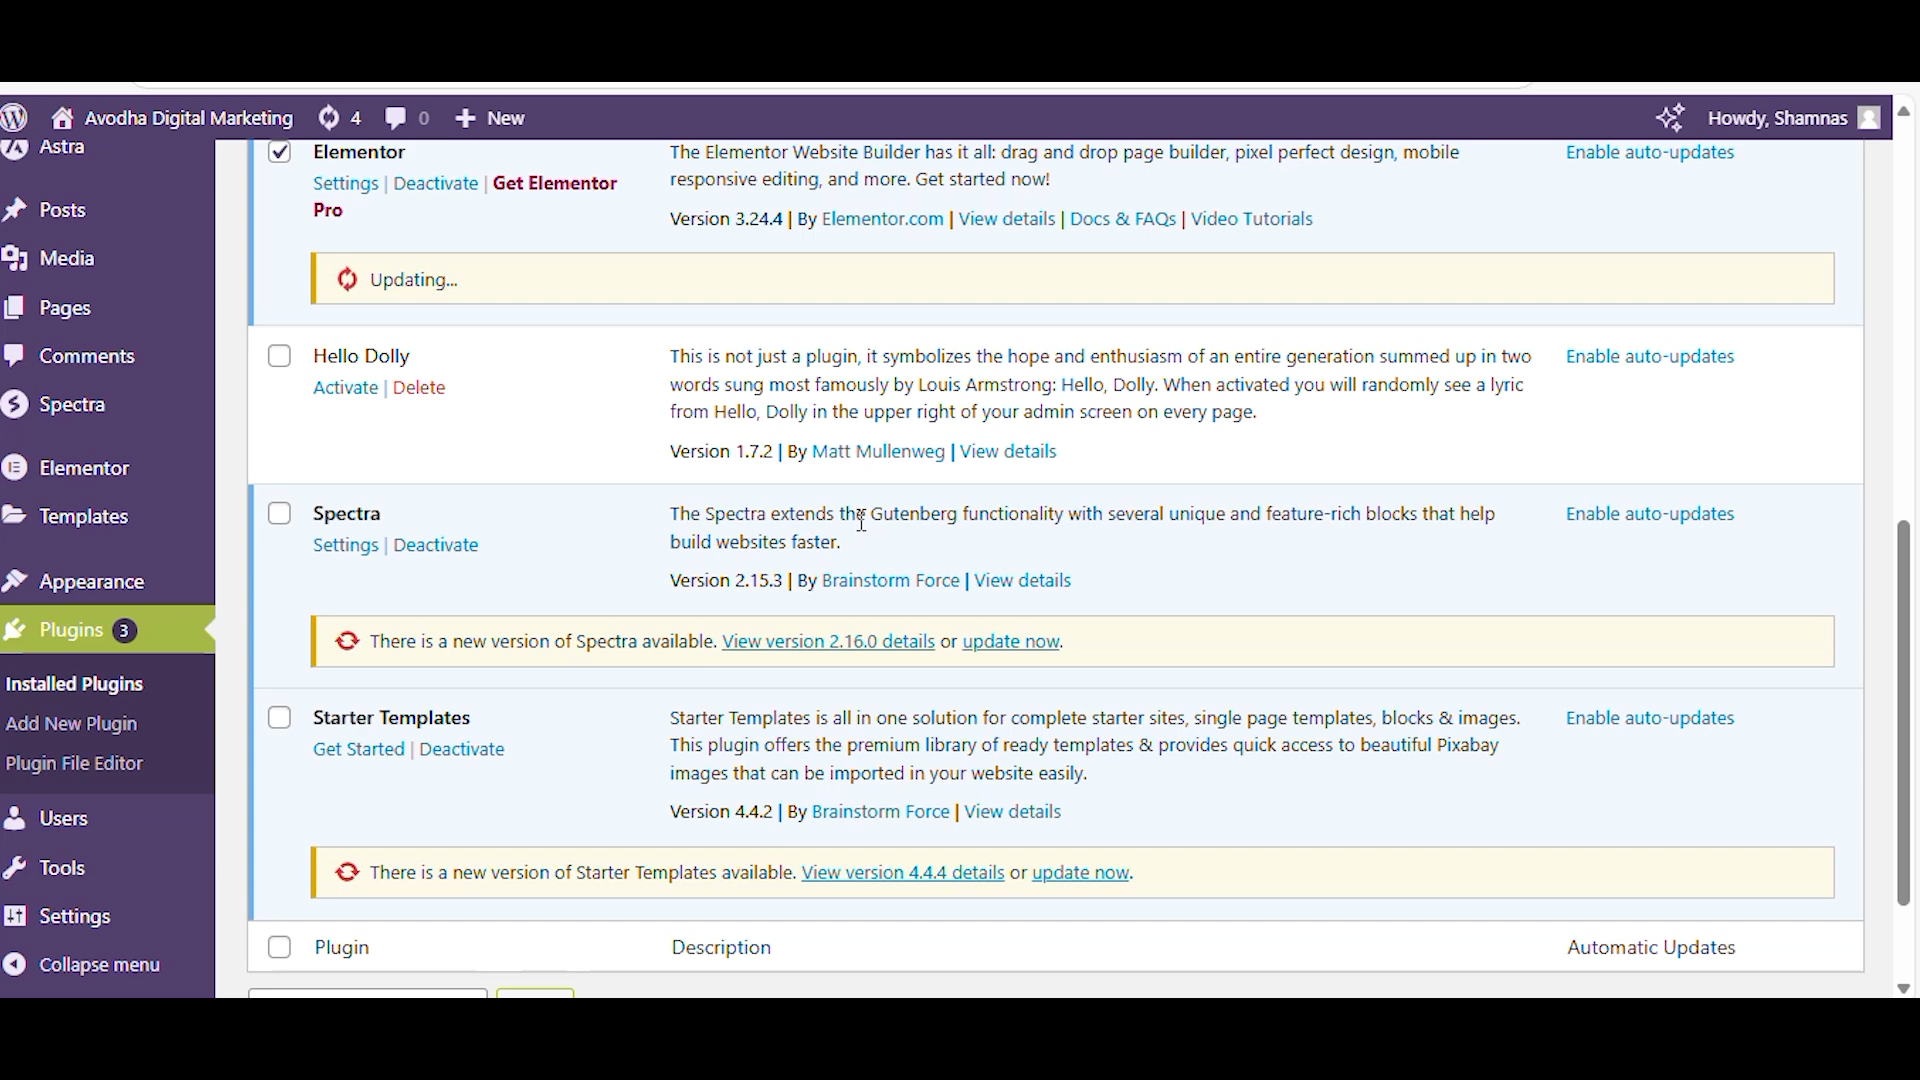 Avodha Digital Marketing 4 0 New Howdy, Shamnas
Astra
Posts
Media
Pages
Comments
Spectra
Elementor
Templates
Appearance
Plugins 3
Installed Plugins
Add New Plugin
Plugin File Editor
Users
Tools
Settings
Collapse menu
Elementor
Settings | Deactivate | Get Elementor
Pro
The Elementor Website Builder has it all: drag and drop page builder, pixel perfect design, mobile
responsive editing, and more. Get started now!
Version 3.24.4 | By Elementor.com | View details | Docs & FAQs | Video Tutorials
Enable auto-updates
Updating...
Hello Dolly
Activate | Delete
This is not just a plugin, it symbolizes the hope and enthusiasm of an entire generation summed up in two
words sung most famously by Louis Armstrong: Hello, Dolly. When activated you will randomly see a lyric
from Hello, Dolly in the upper right of your admin screen on every page.
Version 1.7.2 | By Matt Mullenweg | View details
Enable auto-updates
Spectra
Settings | Deactivate
The Spectra extends the Gutenberg functionality with several unique and feature-rich blocks that help
build websites faster.
Version 2.15.3 | By Brainstorm Force | View details
Enable auto-updates
There is a new version of Spectra available. View version 2.16.0 details or update now.
Starter Templates
Get Started | Deactivate
Starter Templates is all in one solution for complete starter sites, single page templates, blocks & images.
This plugin offers the premium library of ready templates & provides quick access to beautiful Pixabay
images that can be imported in your website easily.
Version 4.4.2 | By Brainstorm Force | View details
Enable auto-updates
There is a new version of Starter Templates available. View version 4.4.4 details or update now.
Plugin Description Automatic Updates